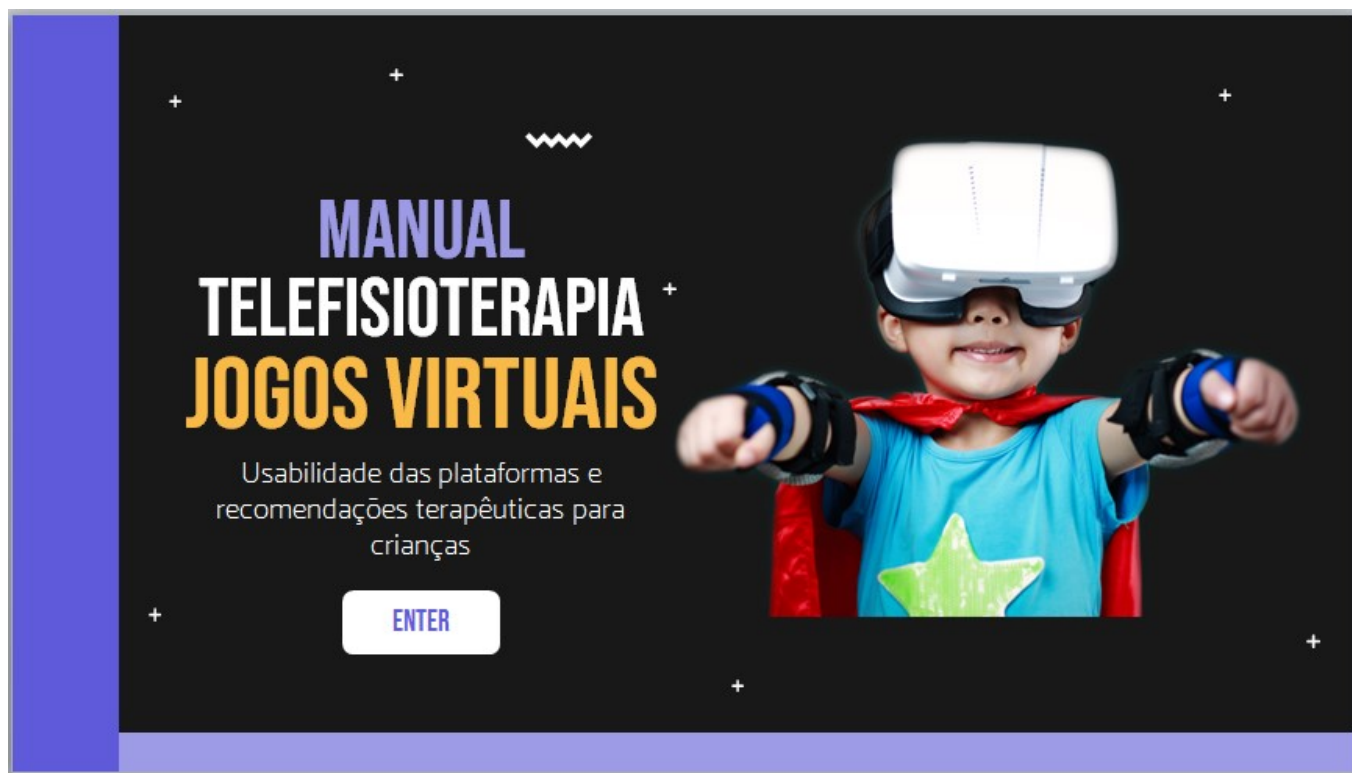 MANUAL
TELEFISIOTERAPIA
JOGOS VIRTUAIS
Usabilidade das plataformas e
recomendações terapêuticas para
crianças
ENTER